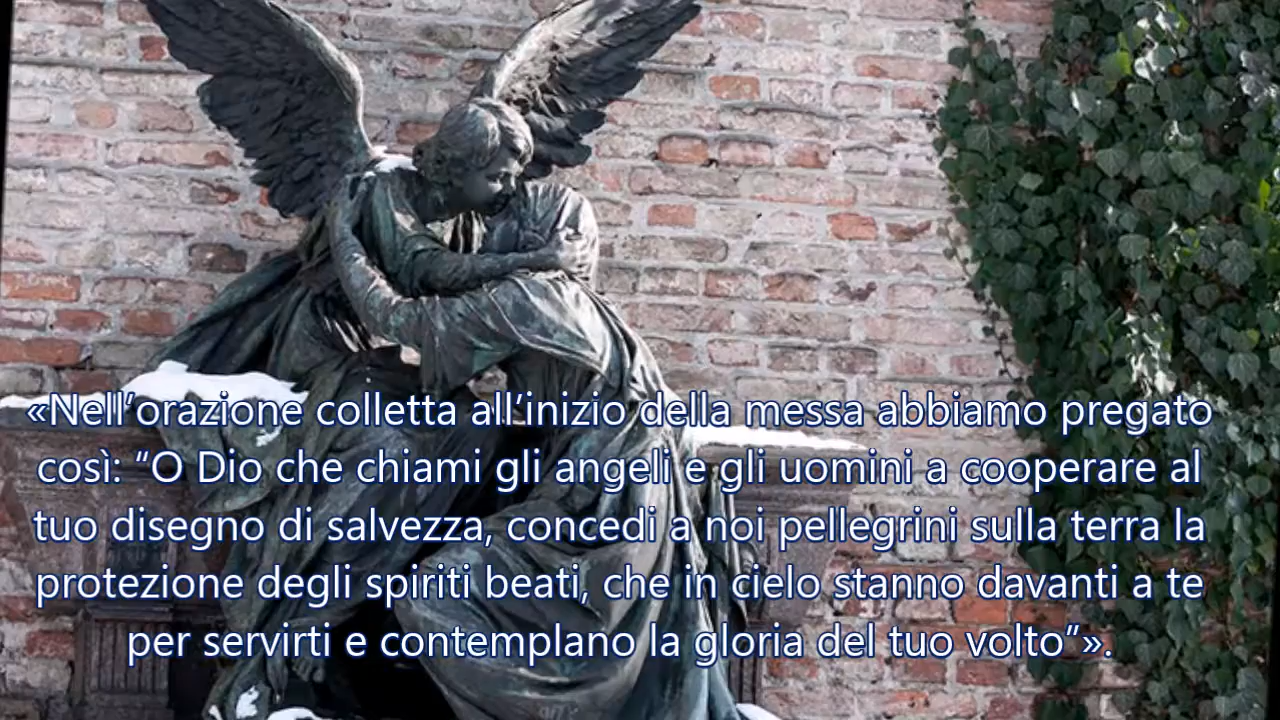 «Nell’orazione colletta all’inizio della messa abbiamo pregato
così: “O Dio che chiami gli angeli e gli uomini a cooperare al
tuo disegno di salvezza, concedi a noi pellegrini sulla terra la
protezione degli spiriti beati, che in cielo stanno davanti a te
per servirti e contemplano la gloria del tuo volto”».